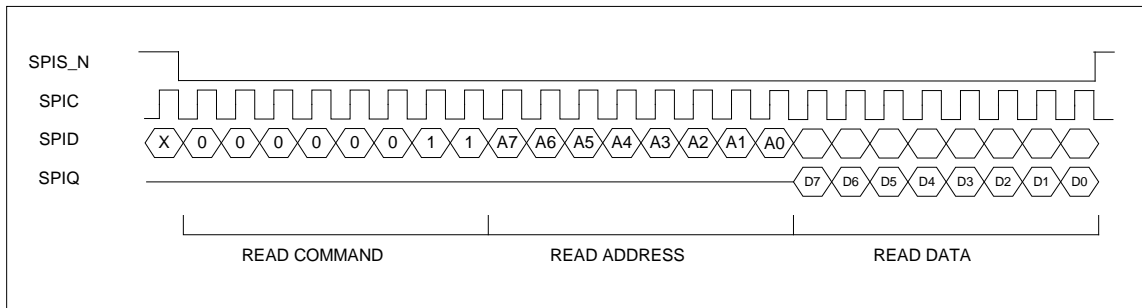 SPIS_N
SPIC
SPID X 0 0 0 0 0 0 1 1 A7 A6 A5 A4 A3 A2 A1 A0
SPIQ D7 D6 D5 D4 D3 D2 D1 D0
READ COMMAND READ ADDRESS READ DATA